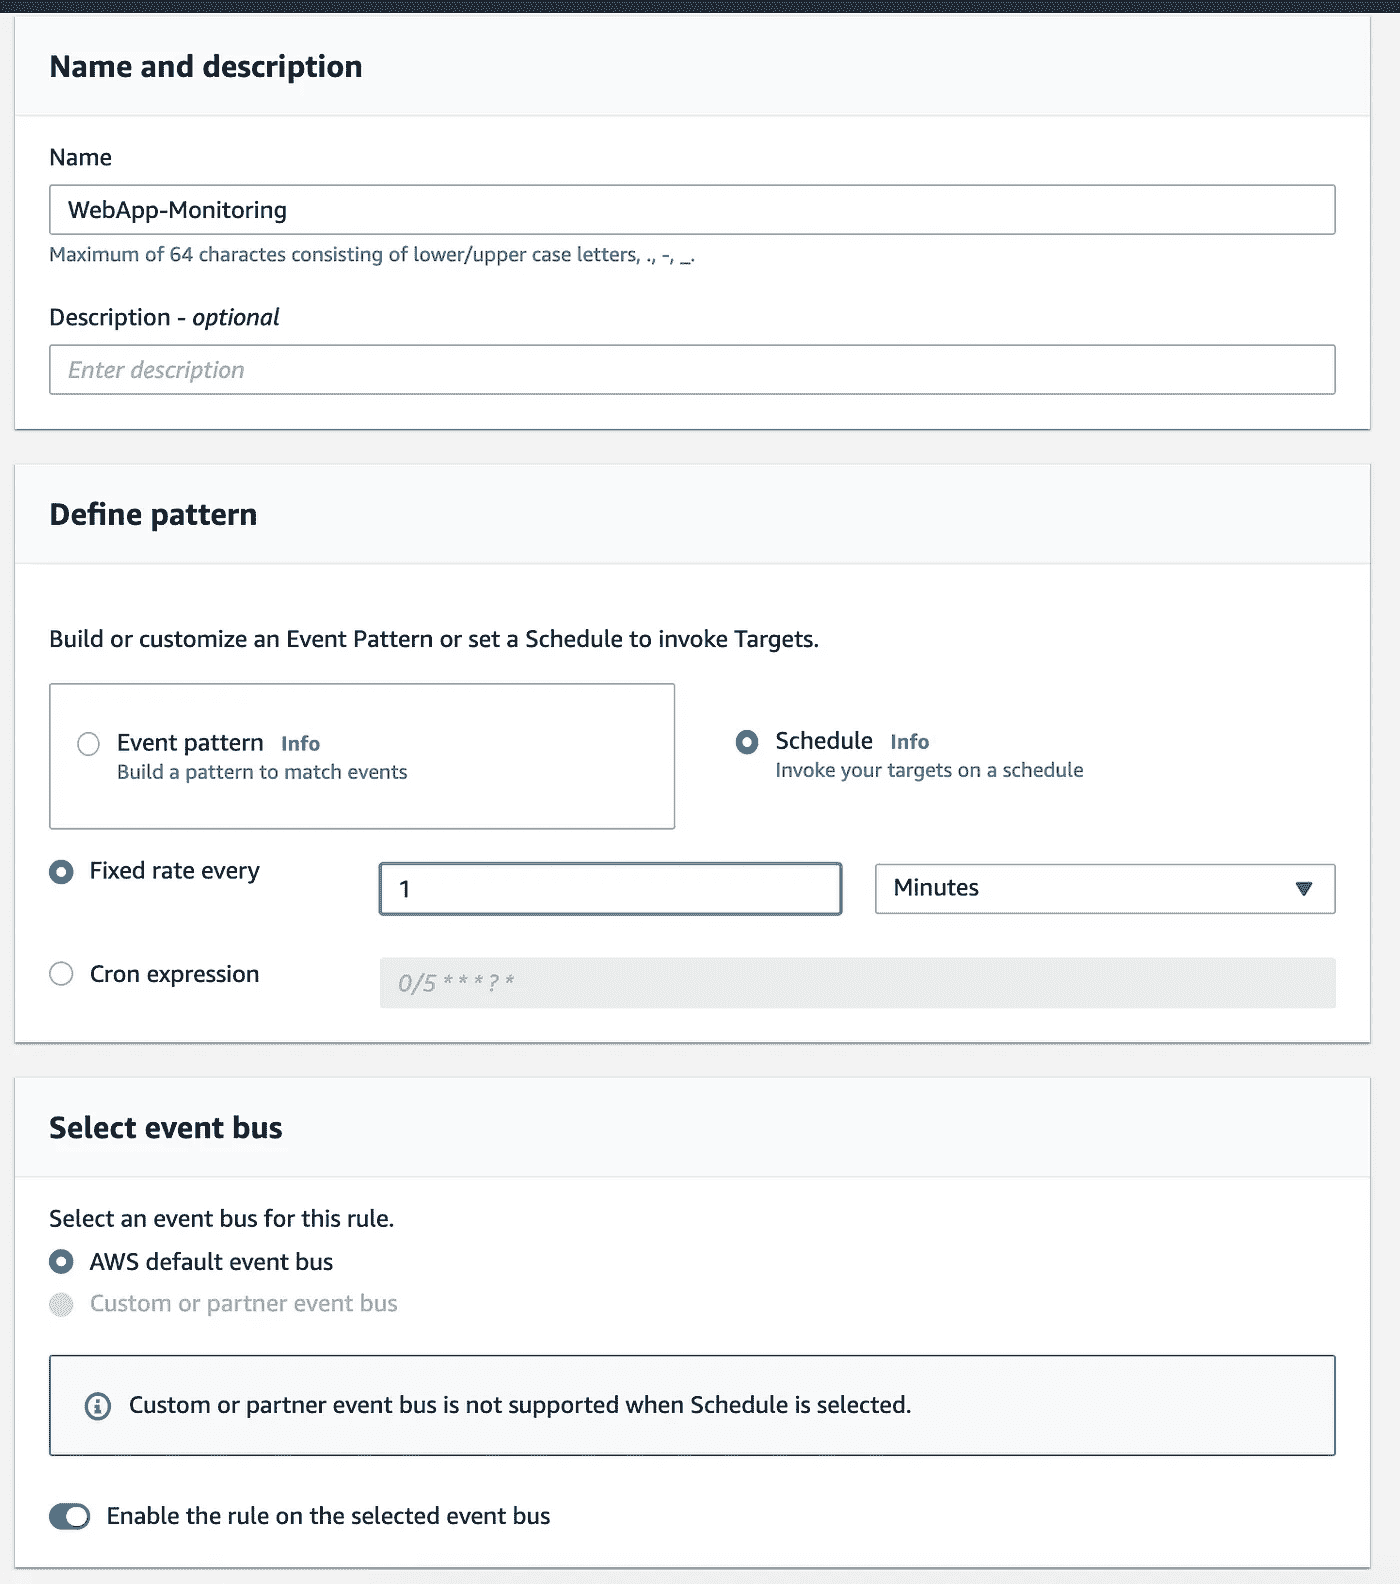 Name and description
Name
WebApp-Monitoring
Maximum of 64 charactes consisting of lower/upper case letters, ., -, _.
Description - optional
Enter description
Define pattern
Build or customize an Event Pattern or set a Schedule to invoke Targets.
Event pattern Info
Build a pattern to match events
Schedule Info
Invoke your targets on a schedule
Fixed rate every
1
Minutes
Cron expression
0/5 * * * ? *
Select event bus
Select an event bus for this rule.
AWS default event bus
Custom or partner event bus
Custom or partner event bus is not supported when Schedule is selected.
Enable the rule on the selected event bus